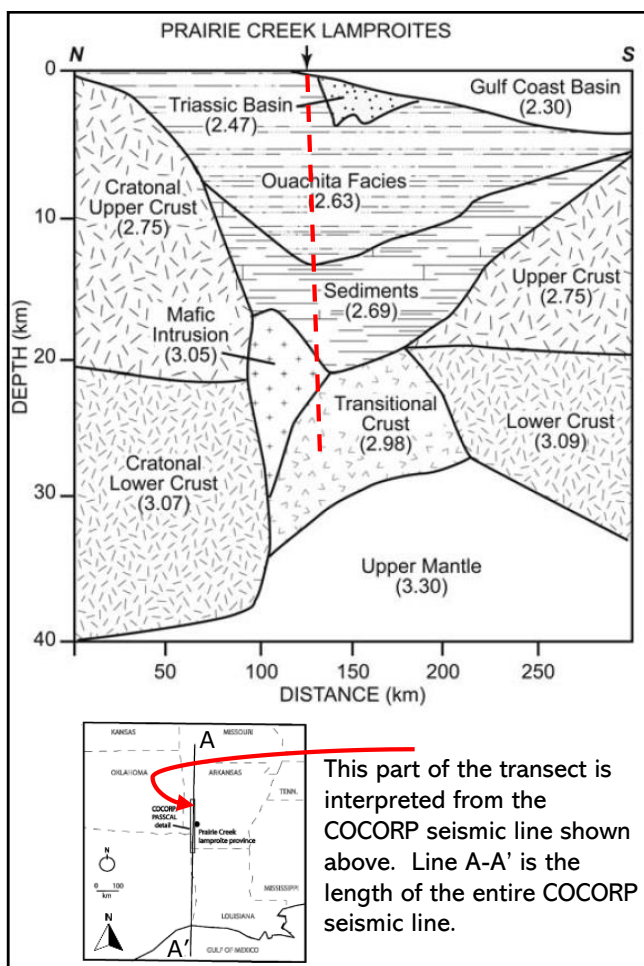 PRAIRIE CREEK LAMPROITES
N
S
0
Gulf Coast Basin
(2.30)
Triassic Basin
(2.47)
Ouachita Facies
(2.63)
Cratonal
Upper Crust
(2.75)
10
Upper Crust
(2.75)
Sediments
(2.69)
Mafic
Intrusion
(3.05)
DEPTH (km)
20
Transitional
Crust
(2.98)
Lower Crust
(3.09)
Cratonal
Lower Crust
(3.07)
30
Upper Mantle
(3.30)
40
50
100
150
200
250
DISTANCE (km)
KANSAS
MISSOURI
A
OKLAHOMA
ARKANSAS
TENN.
COCORP/
PASSCAL
detail
Prairie Creek
lamproite province
N
0 100
km
MISSISSIPPI
LOUISIANA
N
A'
GULF OF MEXICO
This part of the transect is
interpreted from the
COCORP seismic line shown
above. Line A-A' is the
length of the entire COCORP
seismic line.